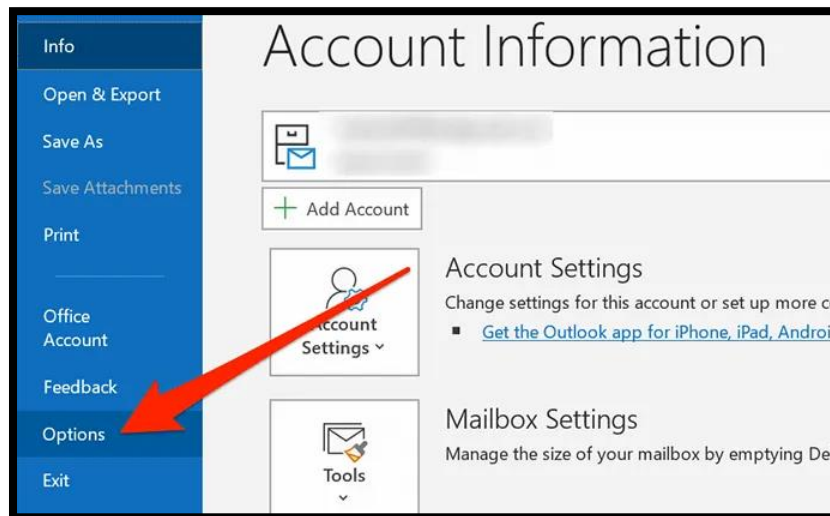 Info
Open & Export
Save As
Save Attachments
Print
Office
Account
Feedback
Options
Exit
Account Information
Add Account
Account
Settings
Account Settings
Change settings for this account or set up more
Get the Outlook app for iPhone, iPad,
Tools
Mailbox Settings
Manage the size of your mailbox by emptying